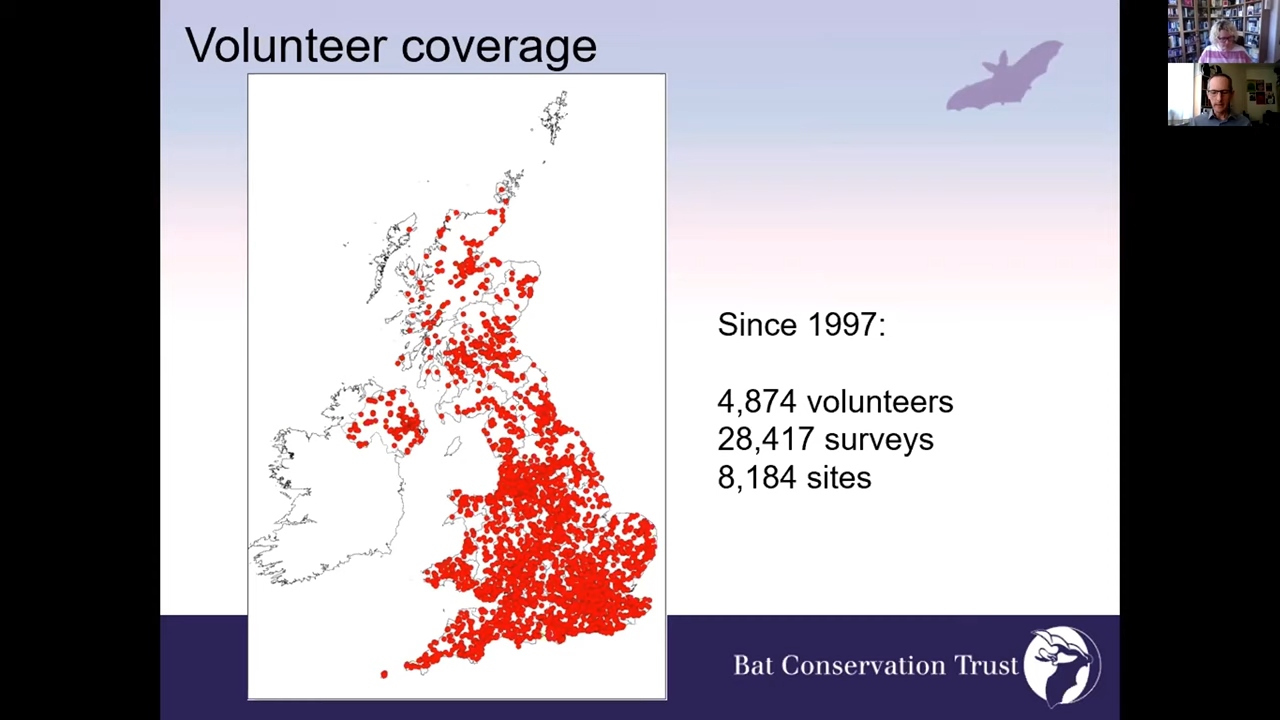 Volunteer coverage
Since 1997:
4,874 volunteers
28,417 surveys
8,184 sites
Bat Conservation Trust